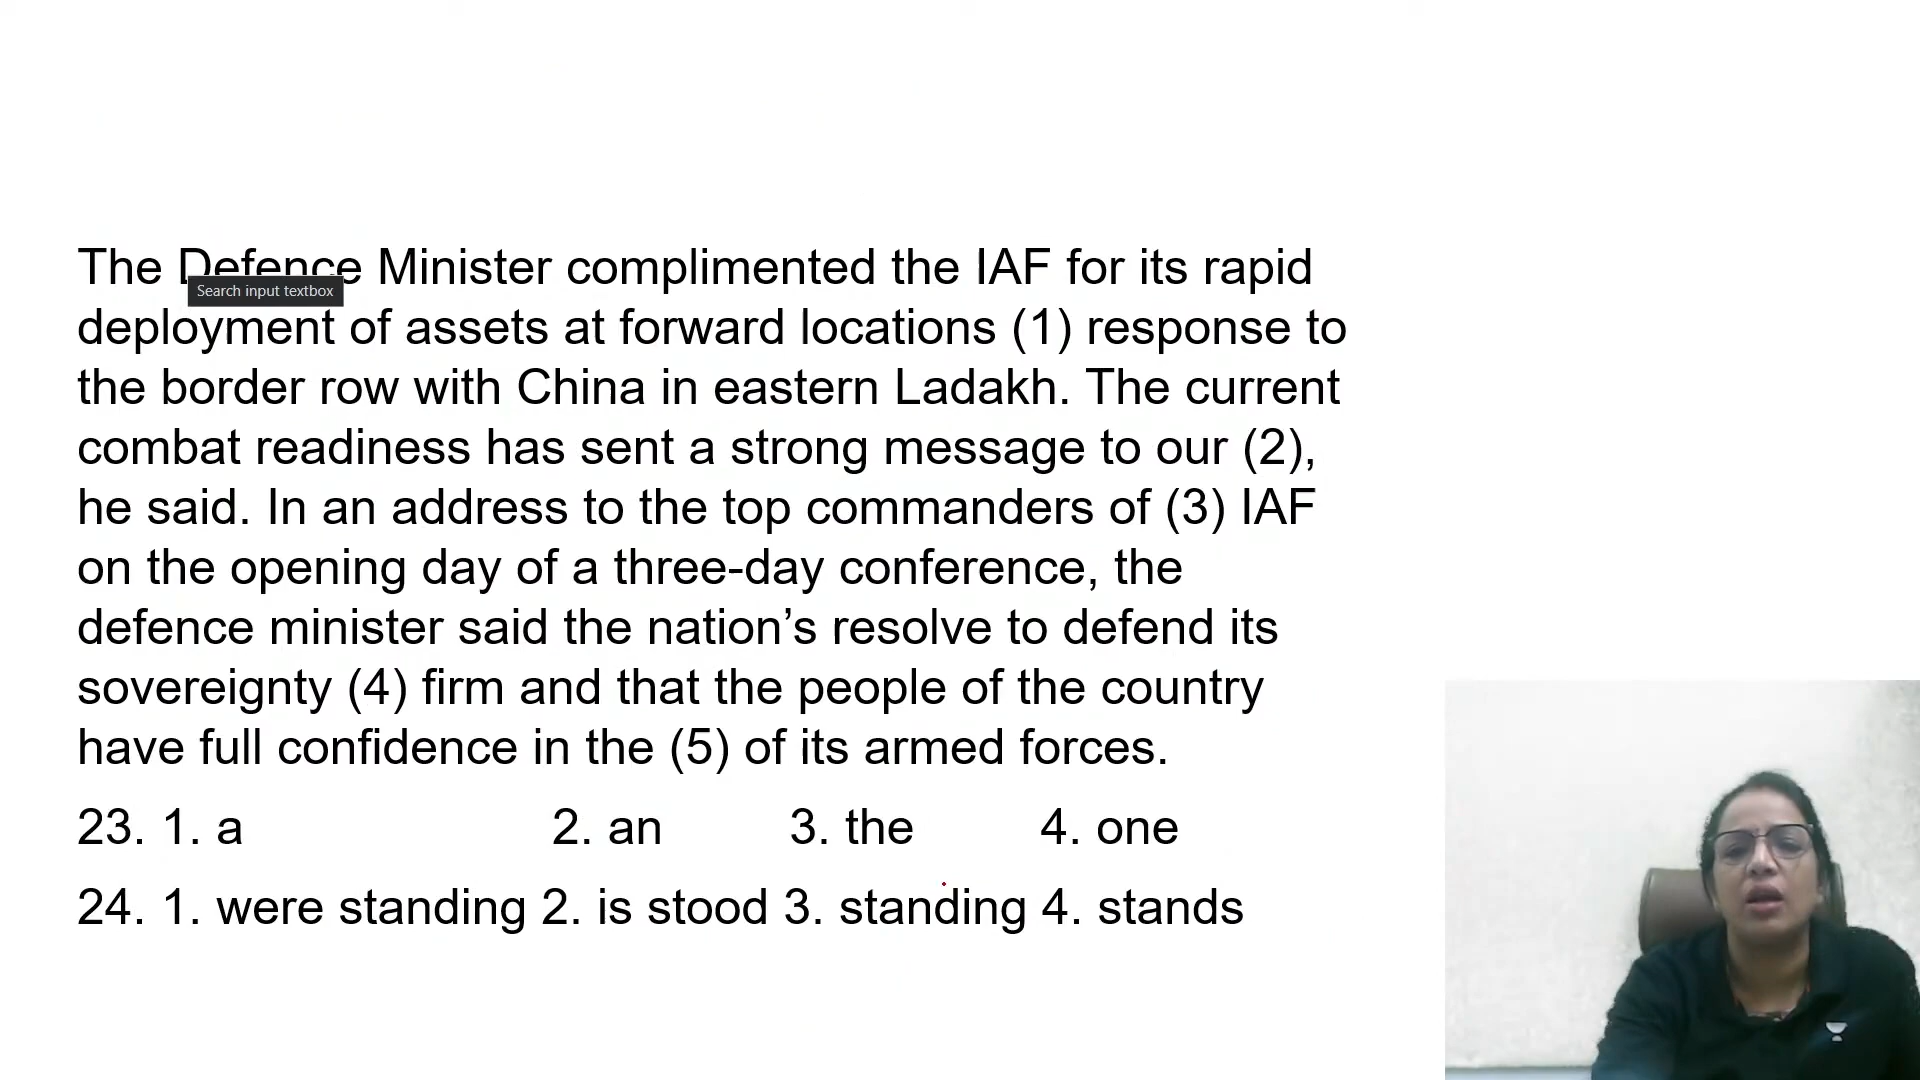 The Defence Minister complimented the IAF for its rapid
Search input textbox
deployment of assets at forward locations (1) response to
the border row with China in eastern Ladakh. The current
combat readiness has sent a strong message to our (2),
he said. In an address to the top commanders of (3) IAF
on the opening day of a three-day conference, the
defence minister said the nation’s resolve to defend its
sovereignty (4) firm and that the people of the country
have full confidence in the (5) of its armed forces.
23. 1. a 2. an 3. the 4. one
24. 1. were standing 2. is stood 3. standing 4. stands